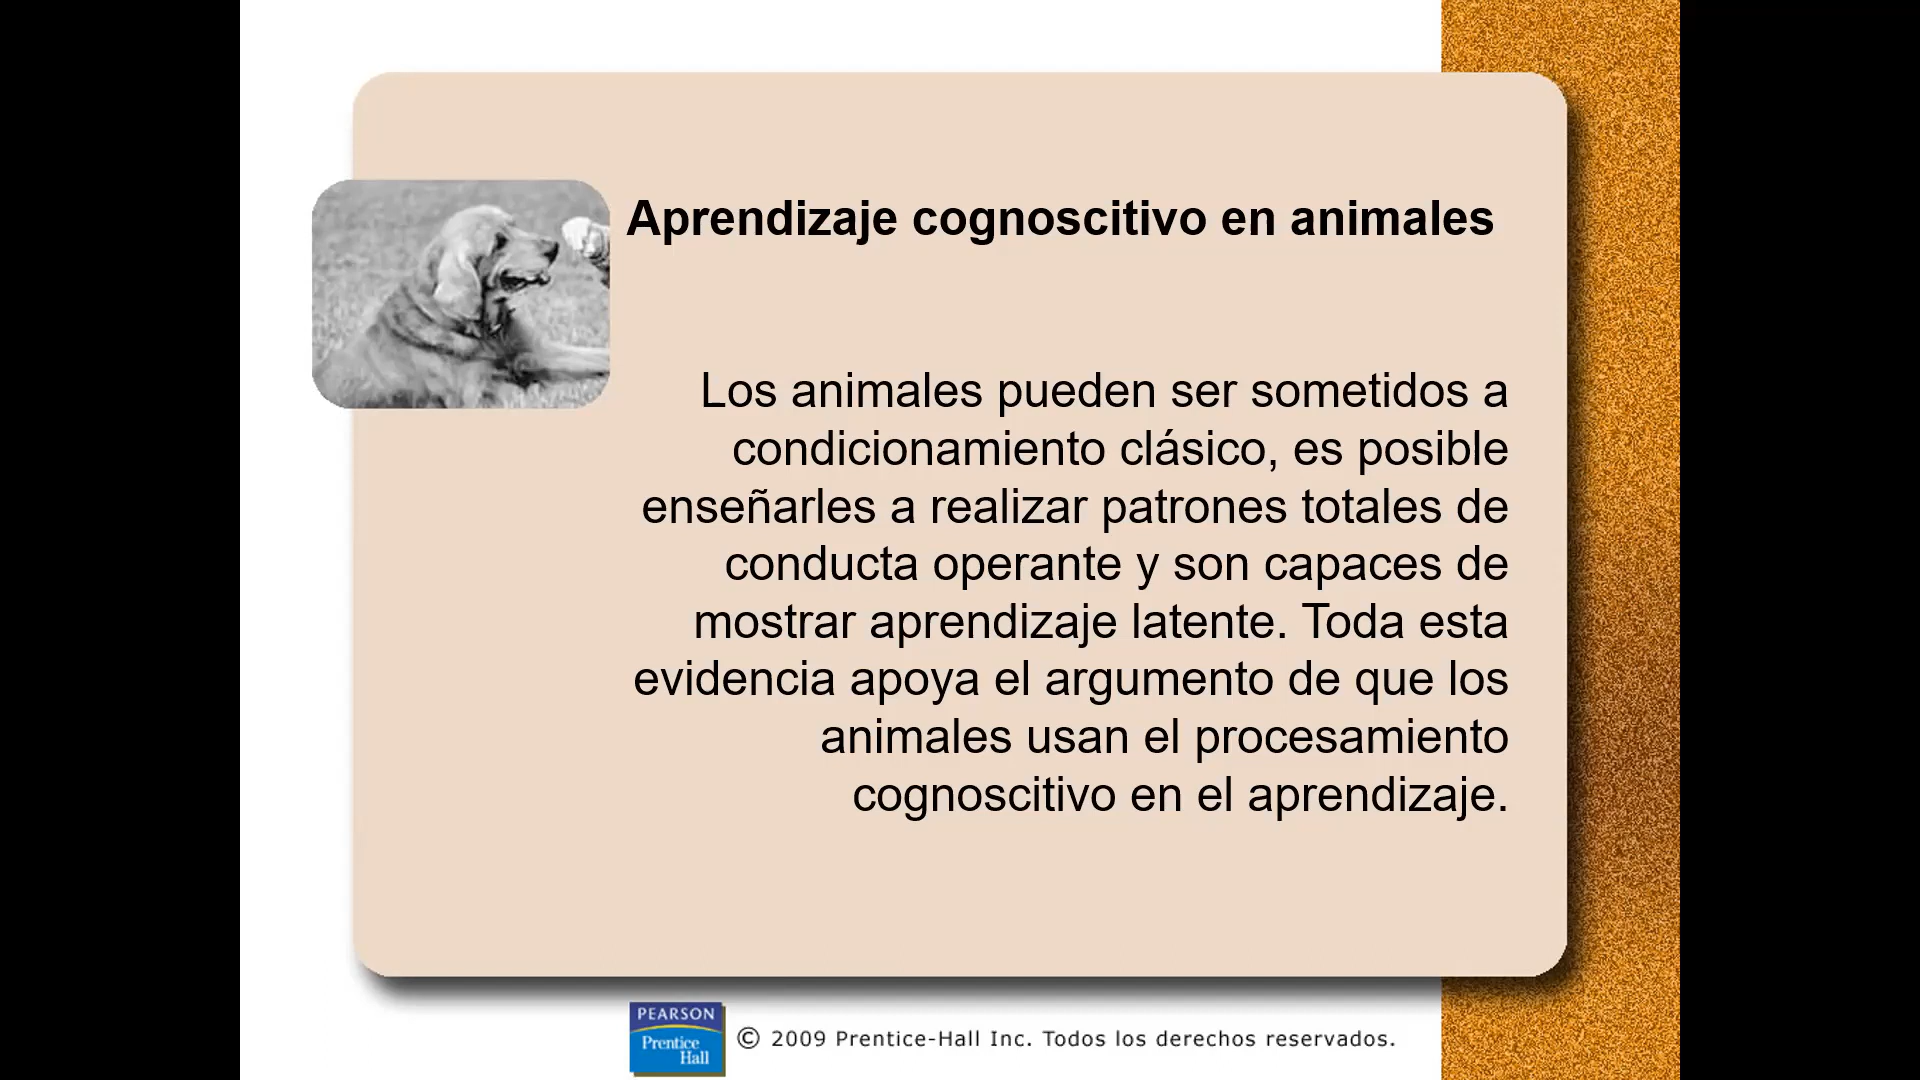 Aprendizaje cognoscitivo en animales
Los animales pueden ser sometidos a
condicionamiento clásico, es posible
enseñarles a realizar patrones totales de
conducta operante y son capaces de
mostrar aprendizaje latente. Toda esta
evidencia apoya el argumento de que los
animales usan el procesamiento
cognoscitivo en el aprendizaje.
PEARSON
Prentice
Hall
© 2009 Prentice-Hall Inc. Todos los derechos reservados.